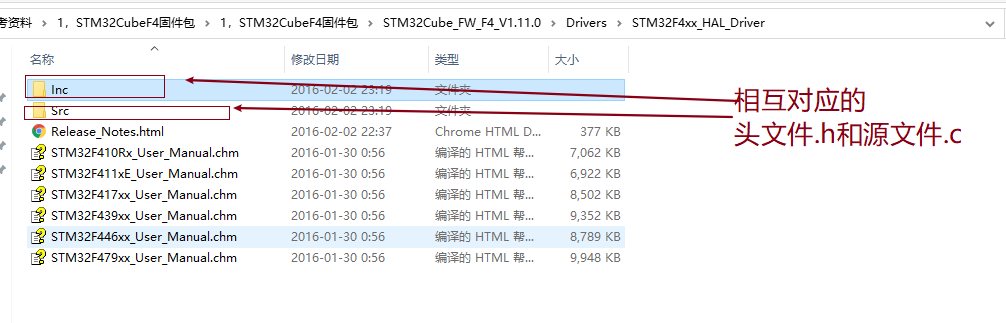 考资料 > 1，STM32CubeF4固件包 > 1，STM32CubeF4固件包 > STM32Cube_FW_F4_V1.11.0 > Drivers > STM32F4xx_HAL_Driver
名称 修改日期 类型 大小
Inc 2016-02-02 23:19 文件夹
Src 2016-02-02 23:19 文件夹
Release_Notes.html 2016-02-02 22:37 Chrome HTML D... 377 KB
STM32F410Rx_User_Manual.chm 2016-01-30 0:56 编译的 HTML 帮... 7,062 KB
STM32F411xE_User_Manual.chm 2016-01-30 0:56 编译的 HTML 帮... 6,922 KB
STM32F417xx_User_Manual.chm 2016-01-30 0:56 编译的 HTML 帮... 8,502 KB
STM32F439xx_User_Manual.chm 2016-01-30 0:56 编译的 HTML 帮... 9,352 KB
STM32F446xx_User_Manual.chm 2016-01-30 0:56 编译的 HTML 帮... 8,789 KB
STM32F479xx_User_Manual.chm 2016-01-30 0:56 编译的 HTML 帮... 9,948 KB
相互对应的
头文件.h和源文件.c